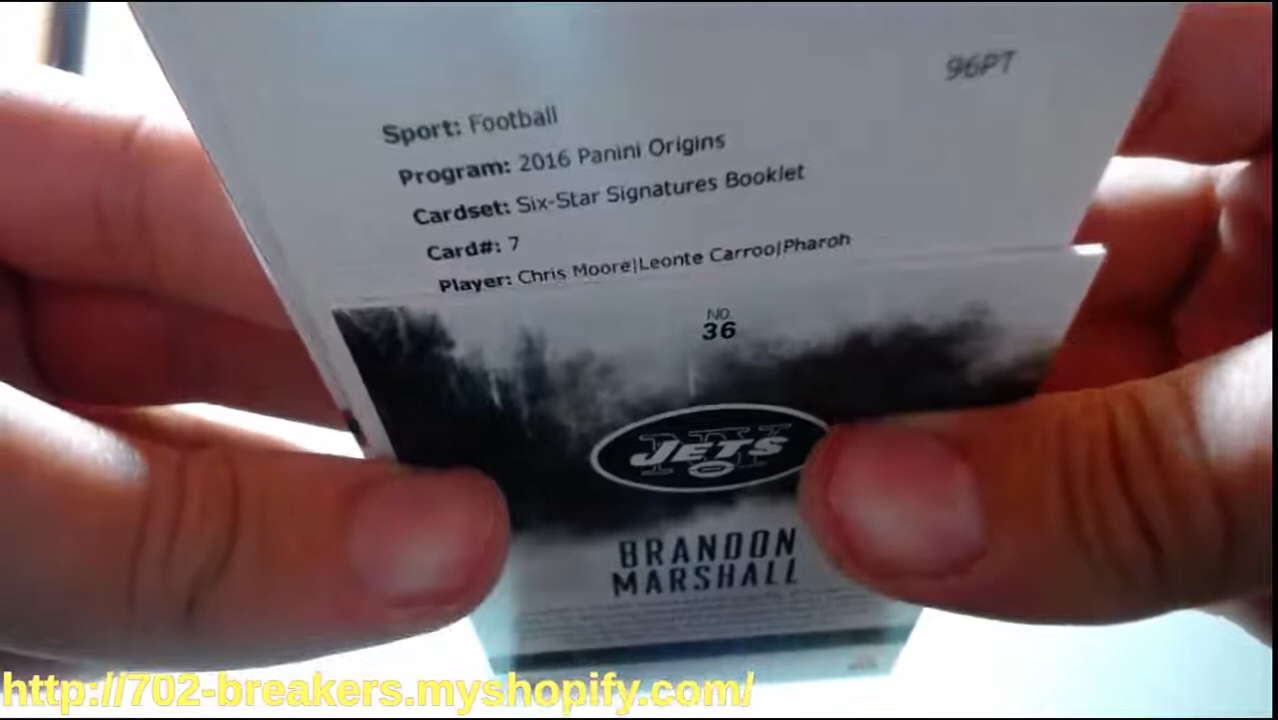 96PT
Sport: Football
Program: 2016 Panini Origins
Cardset: Six-Star Signatures Booklet
Card#: 7
Player: Chris Moore|Leonte Carroo|Pharoh
NO.
36
NY
JETS
BRANDON
MARSHALL
http://702-breakers.myshopify.com/